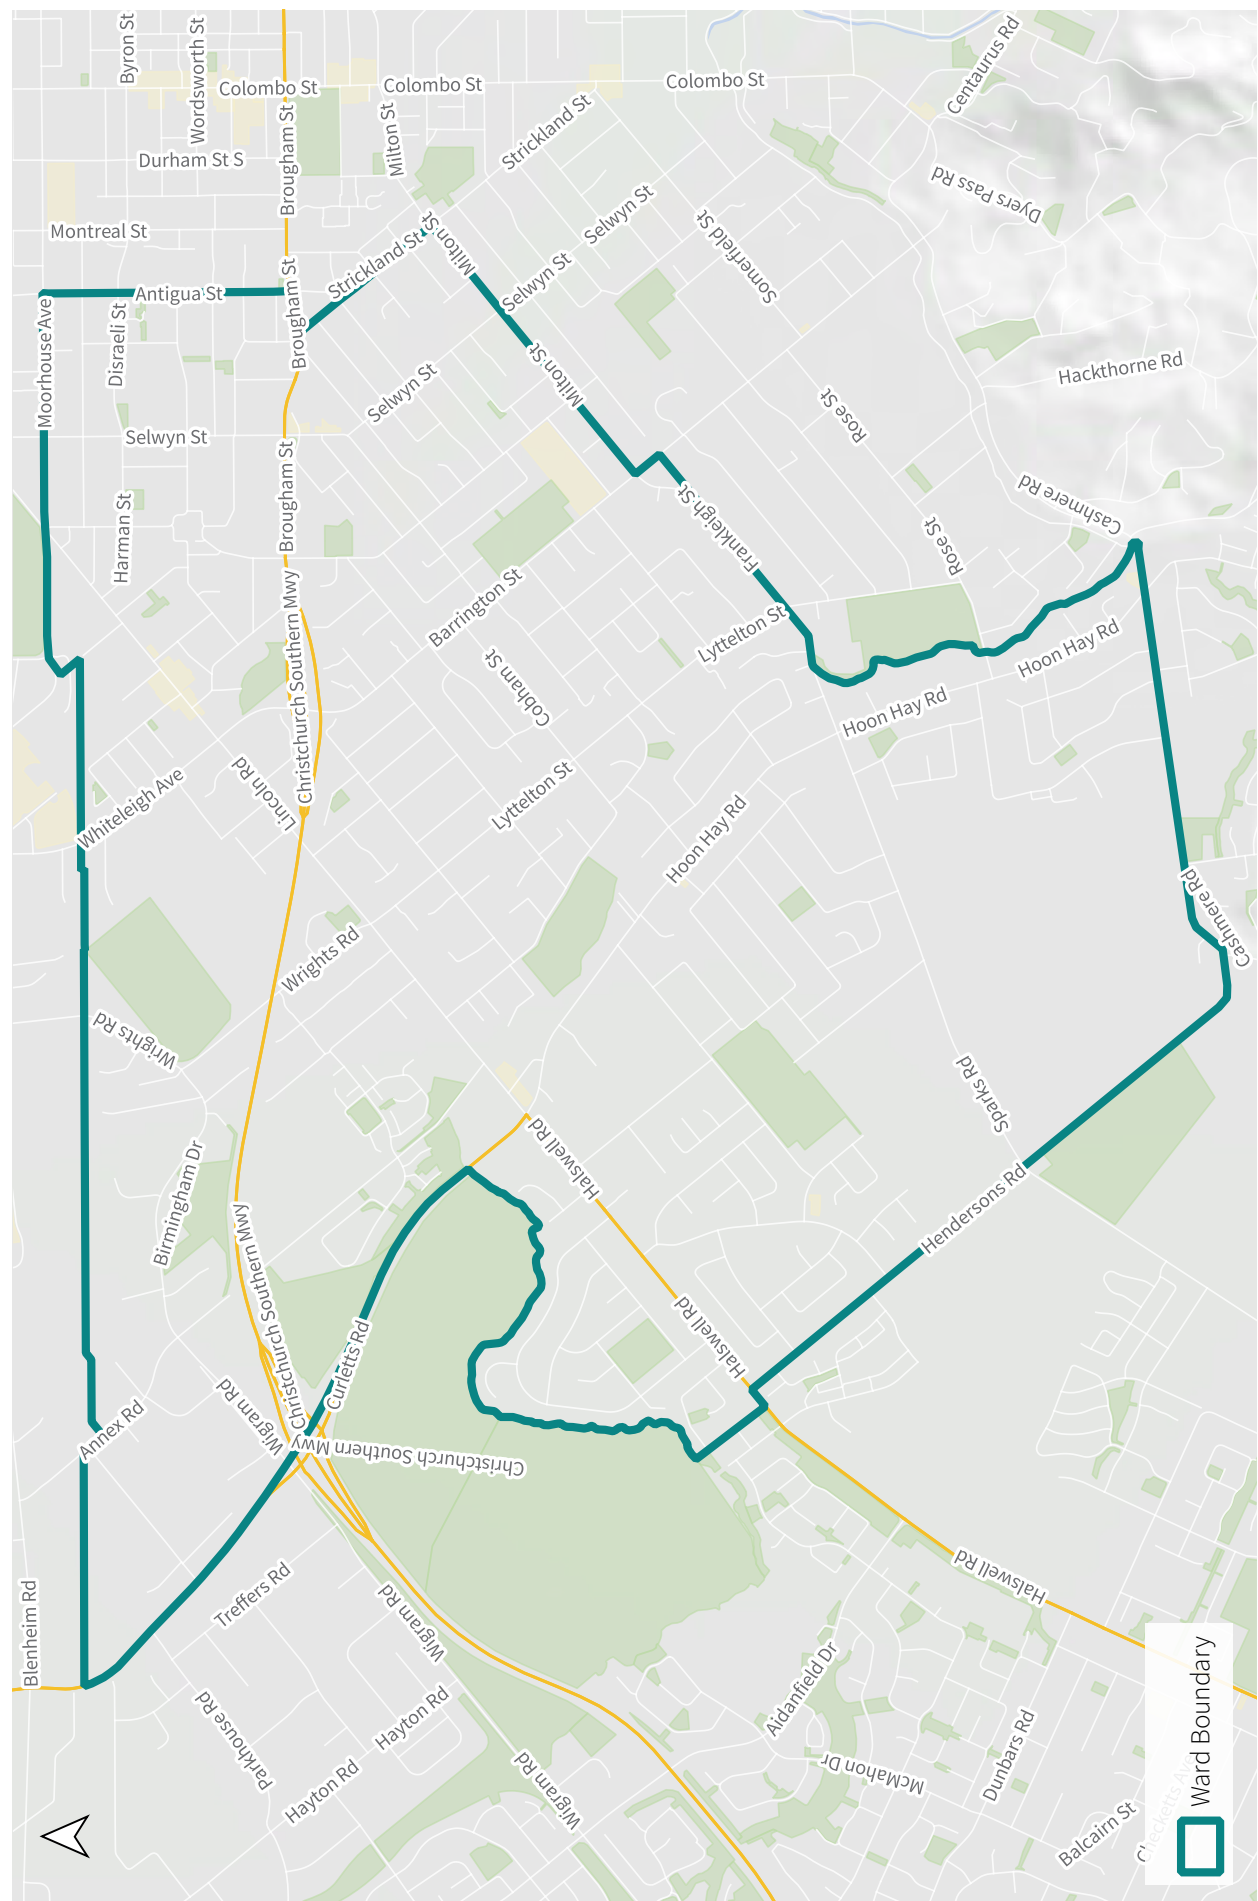 Byron St
Wordsworth St
Colombo St
Colombo St
Colombo St
Centaurus Rd
Brougham St
Milton St
Strickland St
Durham St S
Dyers Pass Rd
Montreal St
Selwyn St
Somerfield St
Milton St
Strickland St
Antigua St
Brougham St
Selwyn St
Moorhouse Ave
Disraeli St
Hackthorne Rd
Milton St
Selwyn St
Rose St
Selwyn St
Brougham St
Harman St
Cashmere Rd
Frankleigh St
Rose St
Christchurch Southern Mwy
Barrington St
Lyttelton St
Hoon Hay Rd
Cobham St
Hoon Hay Rd
Whiteleigh Ave
Lincoln Rd
Lyttelton St
Hoon Hay Rd
Cashmere Rd
Wrights Rd
Wrights Rd
Sparks Rd
Halswell Rd
Birmingham Dr
Hendersons Rd
Christchurch Southern Mwy
Halswell Rd
Curletts Rd
Wigram Rd
Annex Rd
Christchurch Southern Mwy
Blenheim Rd
Treffers Rd
Wigram Rd
Halswell Rd
Aidanfield Dr
Parkhouse Rd
Hayton Rd
Hayton Rd
Wigram Rd
McMahon Dr
Dunbars Rd
Balcairn St
Checketts Ave
Ward Boundary